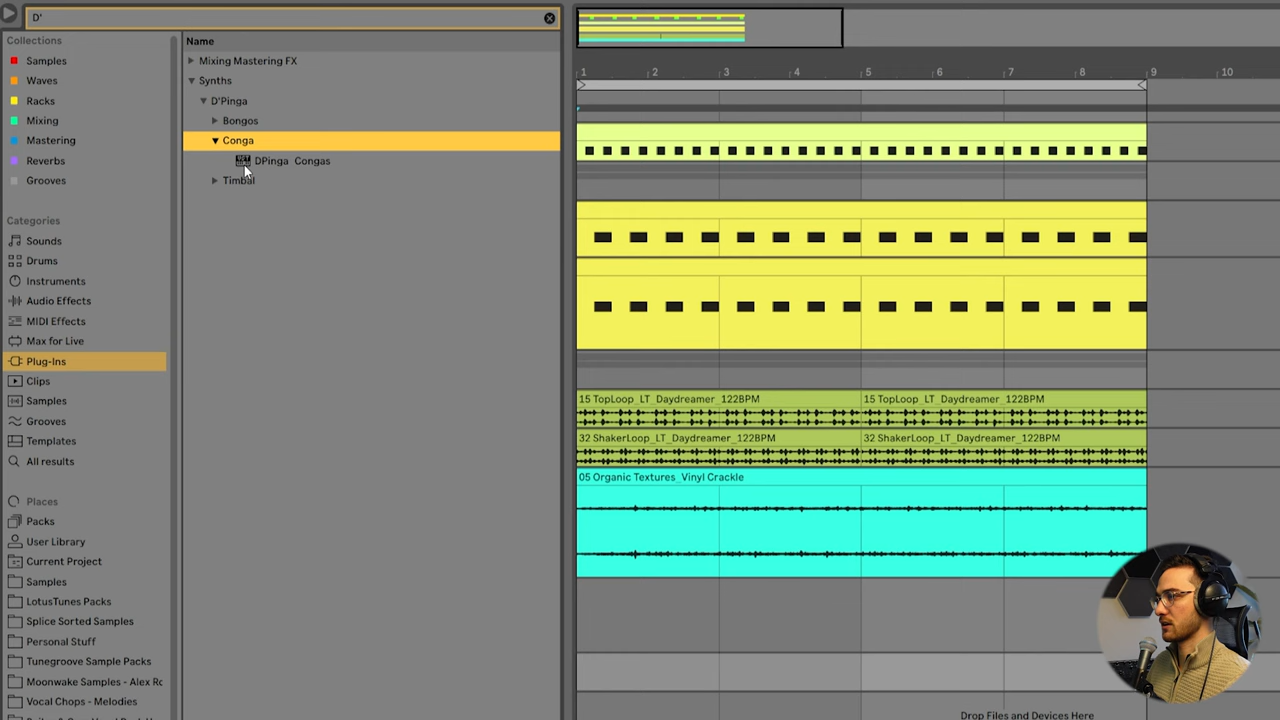 D'
Collections
Samples
Waves
Racks
Mixing
Mastering
Reverbs
Grooves
Categories
Sounds
Drums
Instruments
Audio Effects
MIDI Effects
Max for Live
Plug-Ins
Clips
Samples
Grooves
Templates
All results
Places
Packs
User Library
Current Project
Samples
LotusTunes Packs
Splice Sorted Samples
Personal Stuff
Tunegroove Sample Packs
Moonwake Samples - Alex Rc
Vocal Chops - Melodies
Name
Mixing Mastering FX
Synths
D'Pinga
Bongos
Conga
DPinga Congas
Timbal
1 2 3 4 5 6 7 8 9 10
15 TopLoop_LT_Daydreamer_122BPM 15 TopLoop_LT_Daydreamer_122BPM
32 ShakerLoop_LT_Daydreamer_122BPM 32 ShakerLoop_LT_Daydreamer_122BPM
05 Organic Textures_Vinyl Crackle
Drop Files and Devices Here